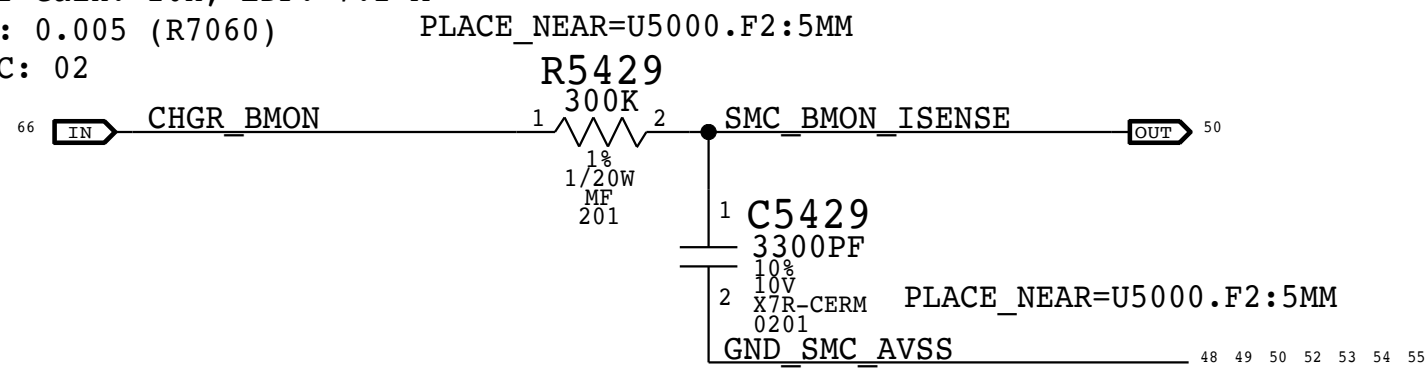 : 0.005 (R7060)
PLACE_NEAR=U5000.F2:5MM
C: 02
R5429
300K
66 IN CHGR_BMON 1 2 SMC_BMON_ISENSE OUT 50
1%
1/20W
MF
201
1 C5429
3300PF
10%
10V
2 X7R-CERM
0201
PLACE_NEAR=U5000.F2:5MM
GND_SMC_AVSS 48 49 50 52 53 54 55